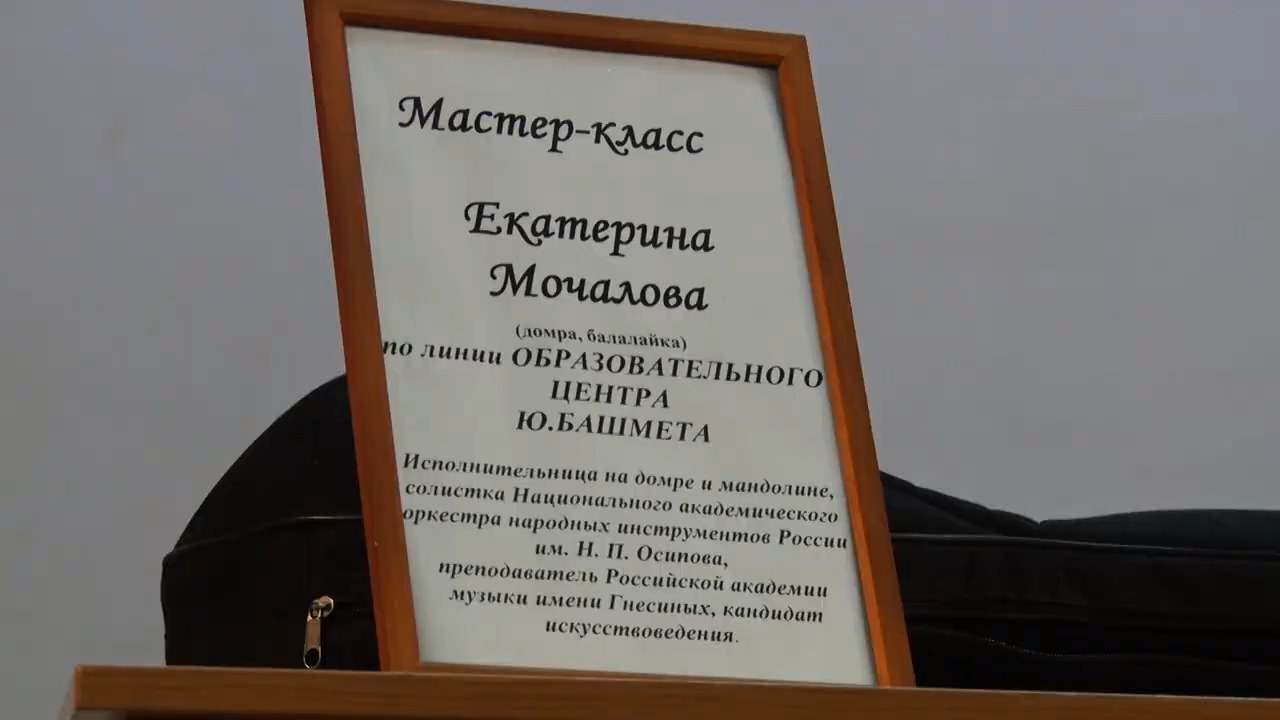 Мастер-класс
Екатерина
Мочалова
(домра, балалайка)
по линии ОБРАЗОВАТЕЛЬНОГО
ЦЕНТРА
Ю.БАШМЕТА
Исполнительница на домре и мандолине,
солистка Национального академического
оркестра народных инструментов России
им. Н. П. Осипова,
преподаватель Российской академии
музыки имени Гнесиных, кандидат
искусствоведения.